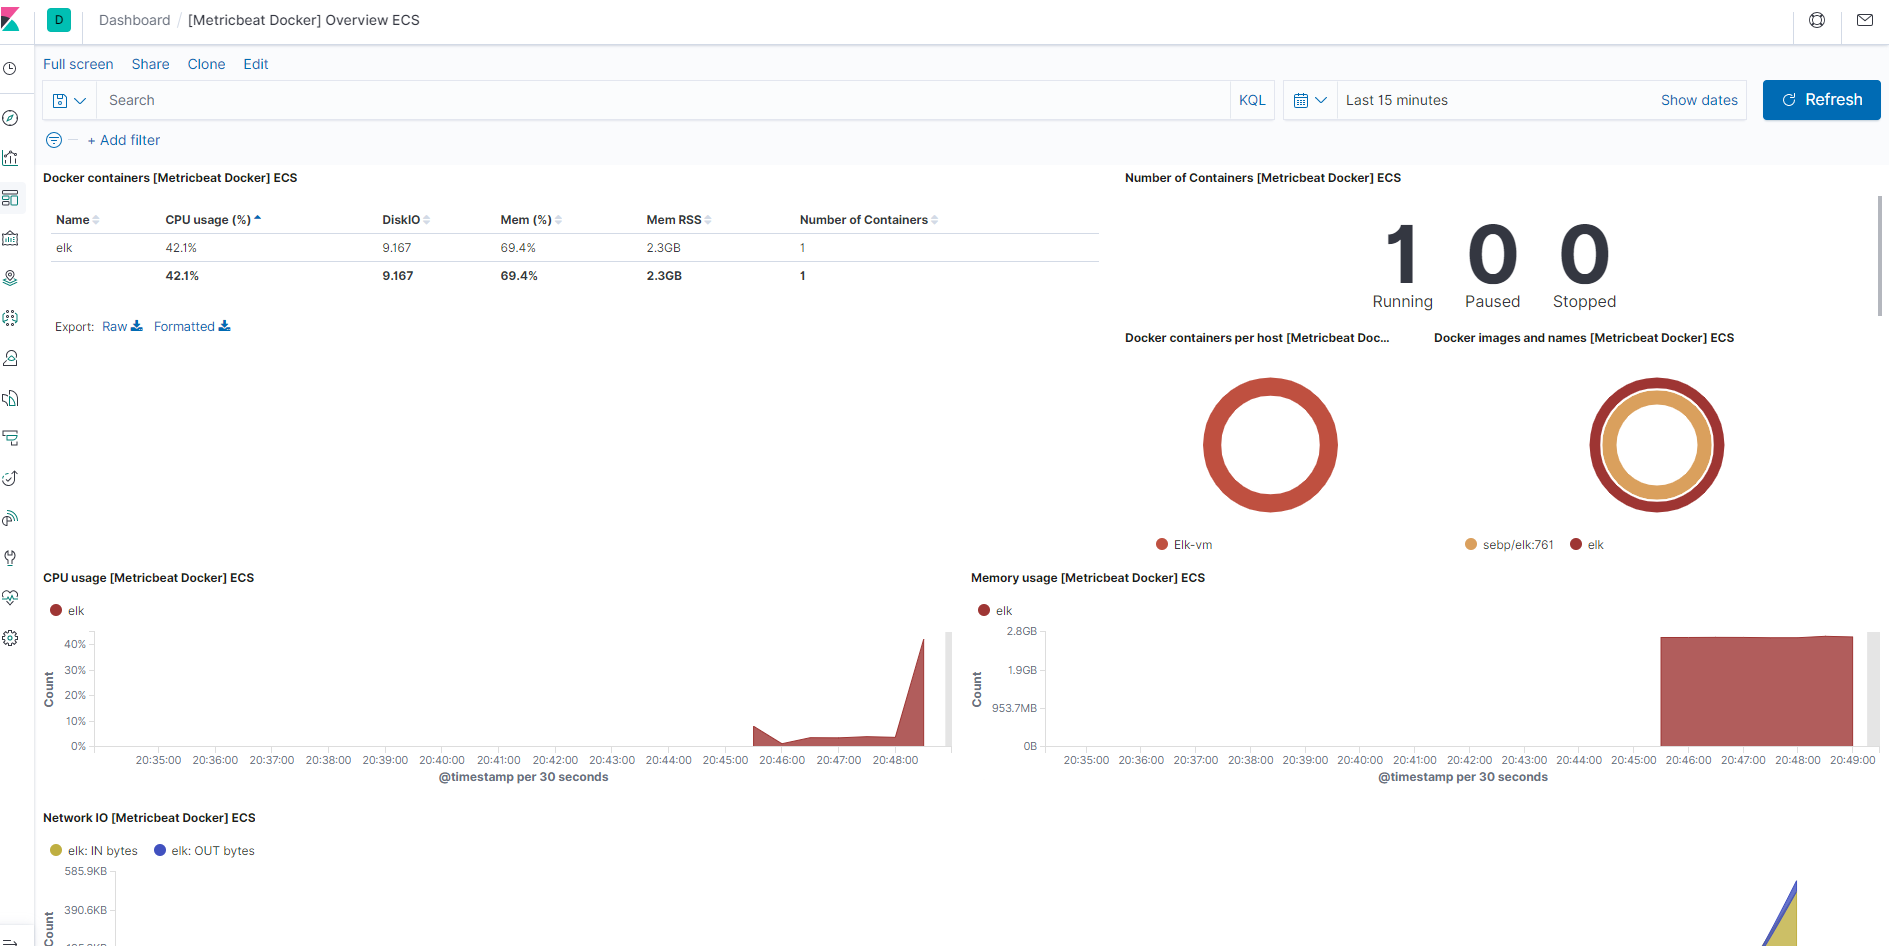 D Dashboard / [Metricbeat Docker] Overview ECS
Full screen Share Clone Edit
Search KQL Last 15 minutes Show dates Refresh
+ Add filter
Docker containers [Metricbeat Docker] ECS
Name CPU usage (%) DiskIO Mem (%) Mem RSS Number of Containers
elk 42.1% 9.167 69.4% 2.3GB 1
42.1% 9.167 69.4% 2.3GB 1
Export: Raw Formatted
Number of Containers [Metricbeat Docker] ECS
1 0 0
Running Paused Stopped
Docker containers per host [Metricbeat Doc...
Elk-vm
Docker images and names [Metricbeat Docker] ECS
sebp/elk:761 elk
CPU usage [Metricbeat Docker] ECS
elk
Count
40%
30%
20%
10%
0%
20:35:00 20:36:00 20:37:00 20:38:00 20:39:00 20:40:00 20:41:00 20:42:00 20:43:00 20:44:00 20:45:00 20:46:00 20:47:00 20:48:00
@timestamp per 30 seconds
Memory usage [Metricbeat Docker] ECS
elk
Count
2.8GB
1.9GB
953.7MB
0B
20:35:00 20:36:00 20:37:00 20:38:00 20:39:00 20:40:00 20:41:00 20:42:00 20:43:00 20:44:00 20:45:00 20:46:00 20:47:00 20:48:00 20:49:00
@timestamp per 30 seconds
Network IO [Metricbeat Docker] ECS
elk: IN bytes elk: OUT bytes
Count
585.9KB
390.6KB